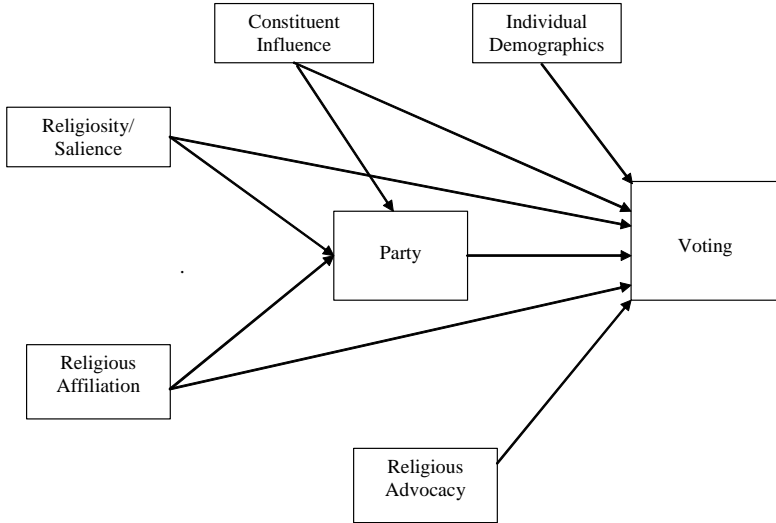 Constituent
Influence
Individual
Demographics
Religiosity/
Salience
Party
Voting
Religious
Affiliation
Religious
Advocacy